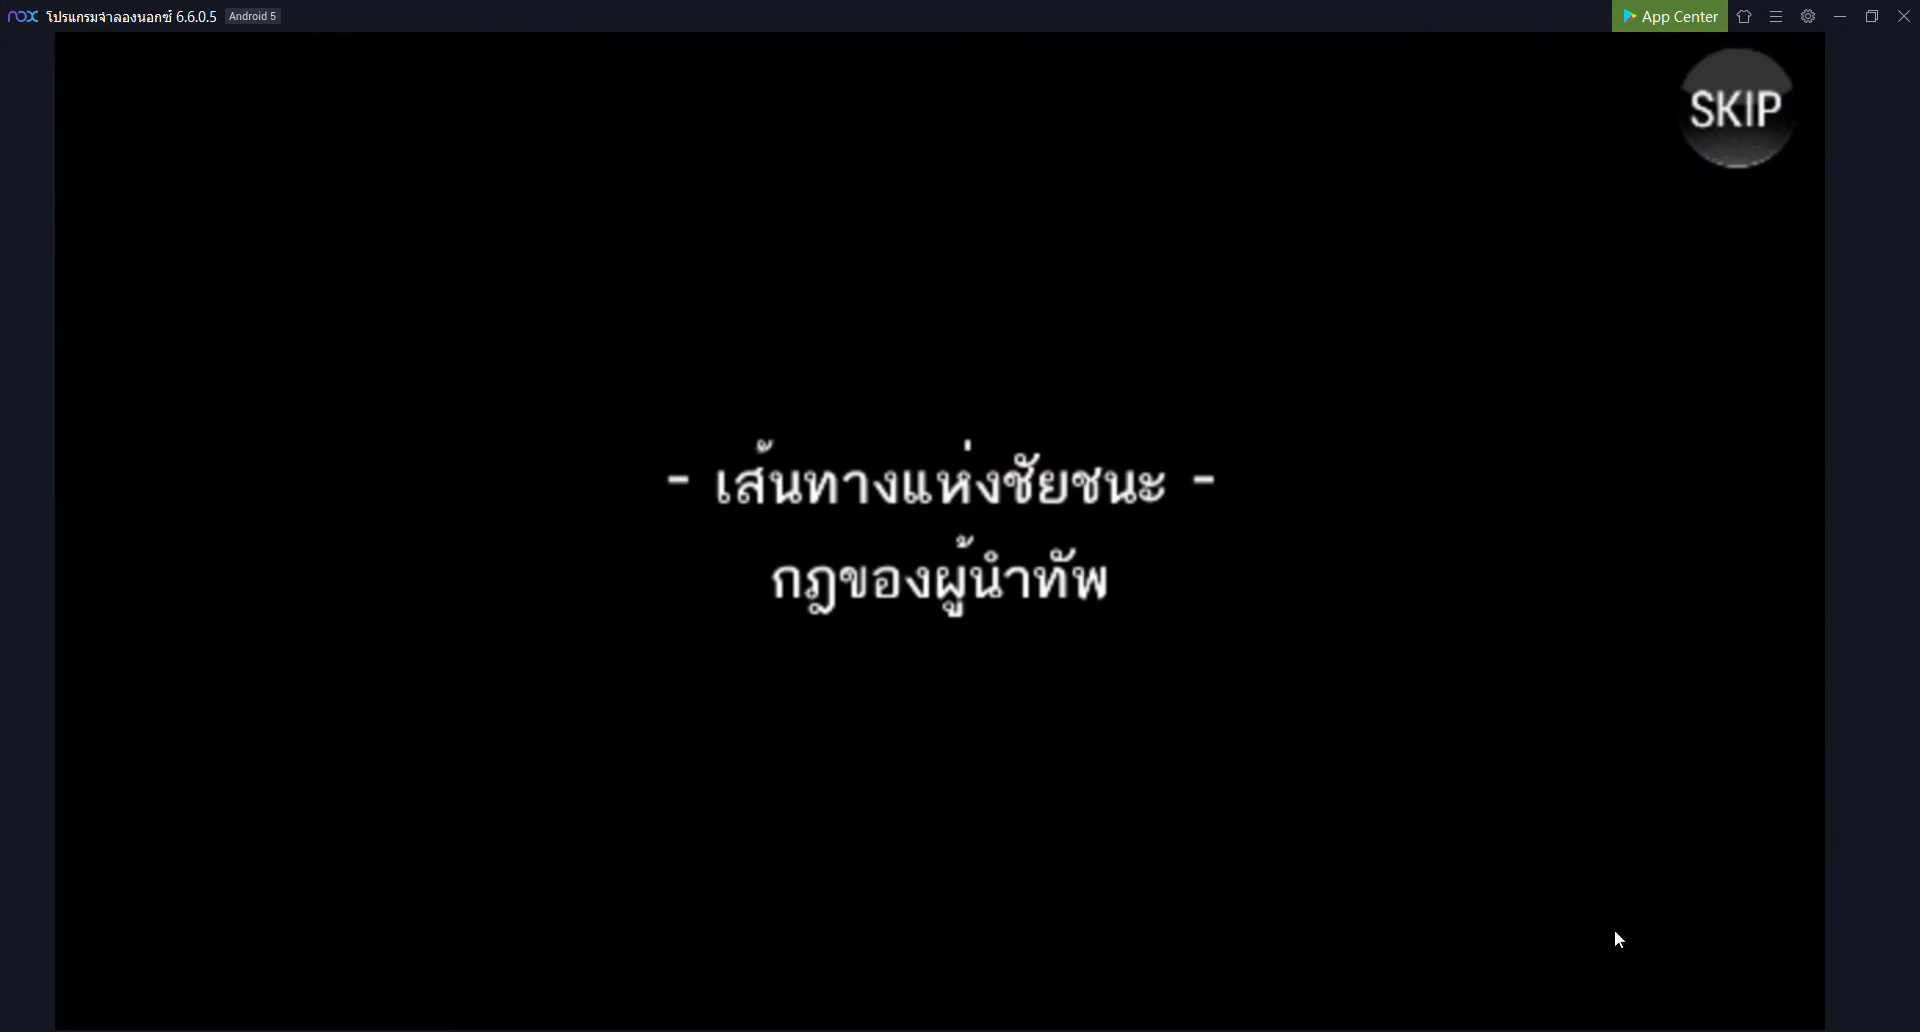 nox โปรแกรมจำลองนอกซ์ 6.6.0.5 Android 5 App Center
SKIP
- เส้นทางแห่งชัยชนะ -
กฎของผู้นำทัพ